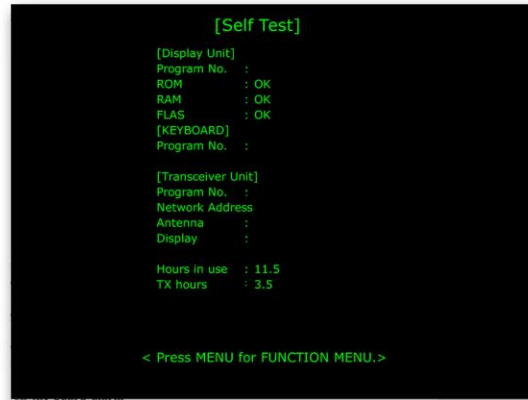 [Self Test]
[Display Unit]
Program No. :
ROM : OK
RAM : OK
FLAS : OK
[KEYBOARD]
Program No. :
[Transceiver Unit]
Program No. :
Network Address
Antenna :
Display :
Hours in use : 11.5
TX hours : 3.5
< Press MENU for FUNCTION MENU.>